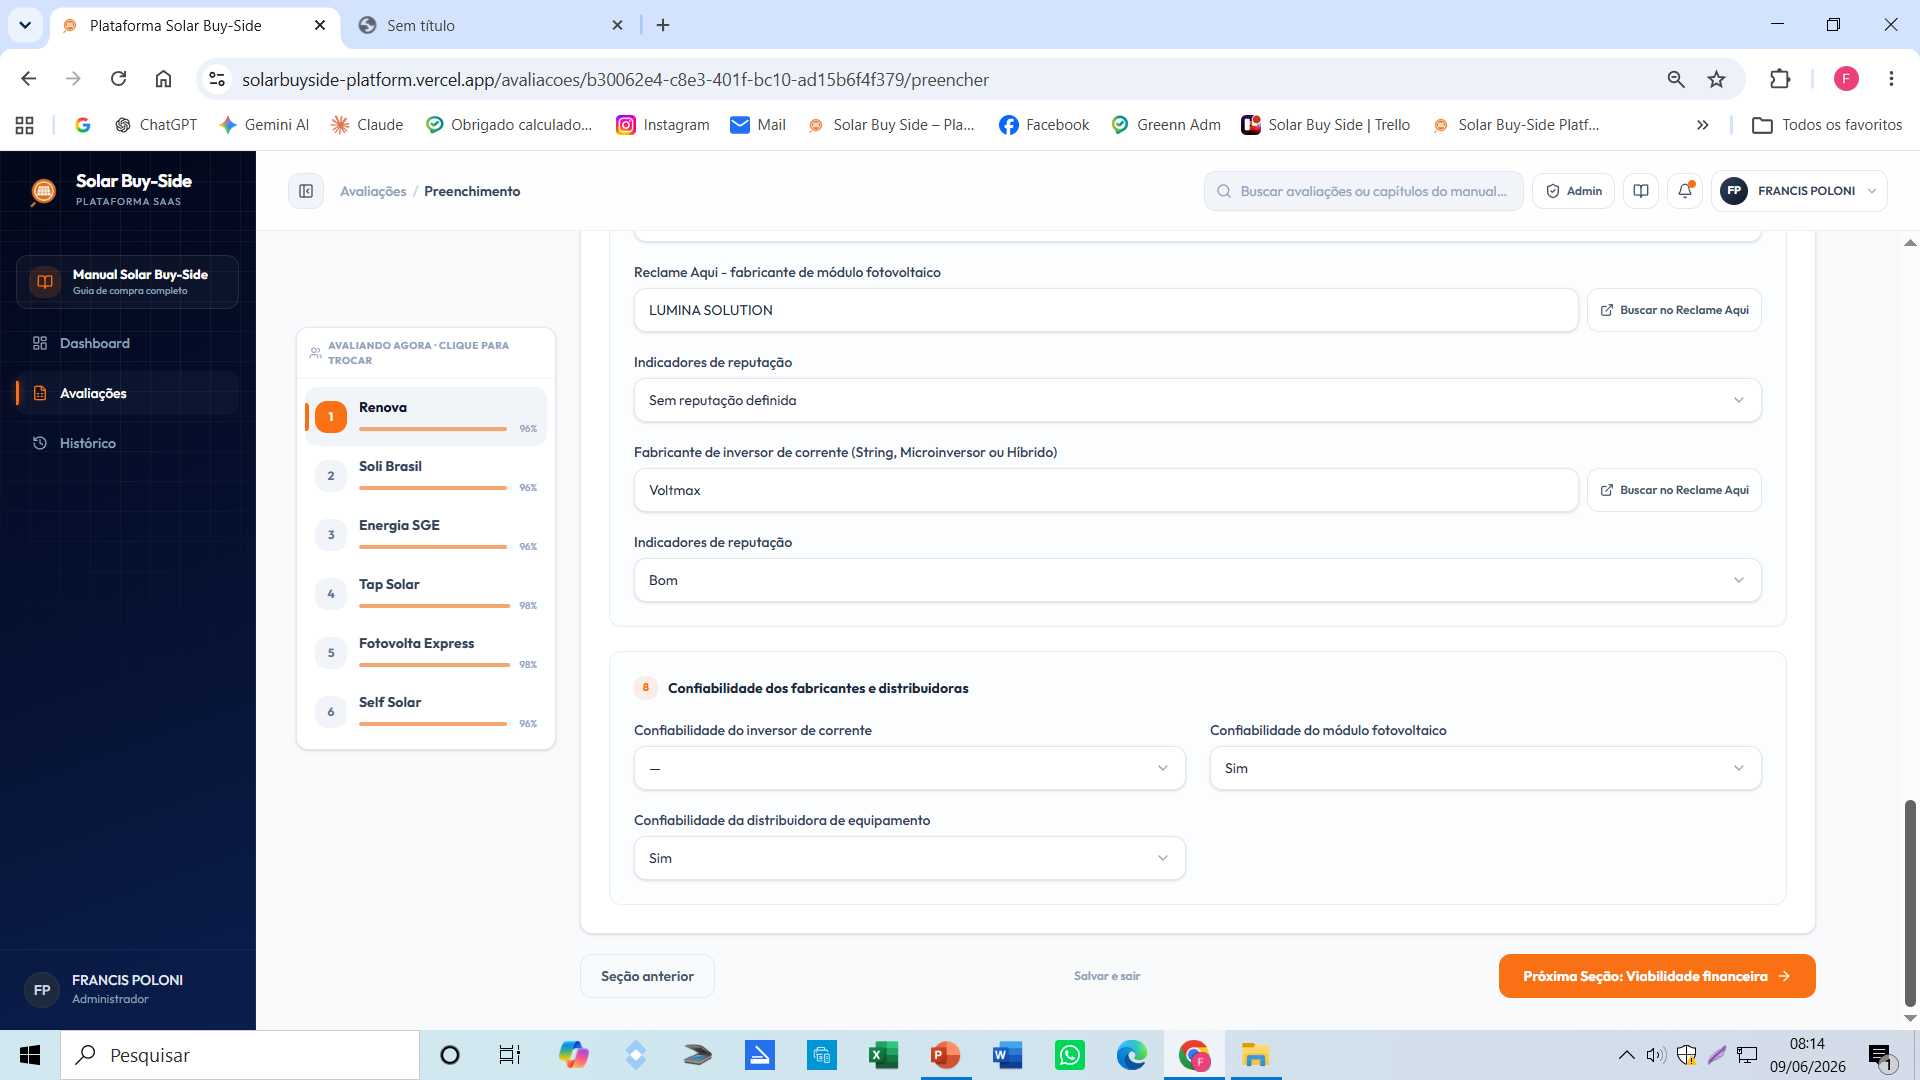 Plataforma Solar Buy-Side
Sem título
solarbuyside-platform.vercel.app/avaliacoes/b30062e4-c8e3-401f-bc10-ad15b6f4f379/preencher
F
ChatGPT
Gemini AI
Claude
Obrigado calculado...
Instagram
Mail
Solar Buy Side – Pla...
Facebook
Greenn Adm
Solar Buy Side | Trello
Solar Buy-Side Platf...
Todos os favoritos
Solar Buy-Side
PLATAFORMA SAAS
Manual Solar Buy-Side
Guia de compra completo
Dashboard
Avaliações
Histórico
FP
FRANCIS POLONI
Administrador
Avaliações / Preenchimento
Buscar avaliações ou capítulos do manual...
Admin
FP
FRANCIS POLONI
AVALIANDO AGORA · CLIQUE PARA
TROCAR
1
Renova
96%
2
Soli Brasil
96%
3
Energia SGE
96%
4
Tap Solar
98%
5
Fotovolta Express
98%
6
Self Solar
96%
Reclame Aqui - fabricante de módulo fotovoltaico
LUMINA SOLUTION
Buscar no Reclame Aqui
Indicadores de reputação
Sem reputação definida
Fabricante de inversor de corrente (String, Microinversor ou Híbrido)
Voltmax
Buscar no Reclame Aqui
Indicadores de reputação
Bom
8
Confiabilidade dos fabricantes e distribuidoras
Confiabilidade do inversor de corrente
—
Confiabilidade do módulo fotovoltaico
Sim
Confiabilidade da distribuidora de equipamento
Sim
Seção anterior
Salvar e sair
Próxima Seção: Viabilidade financeira
Pesquisar
08:14
09/06/2026
1